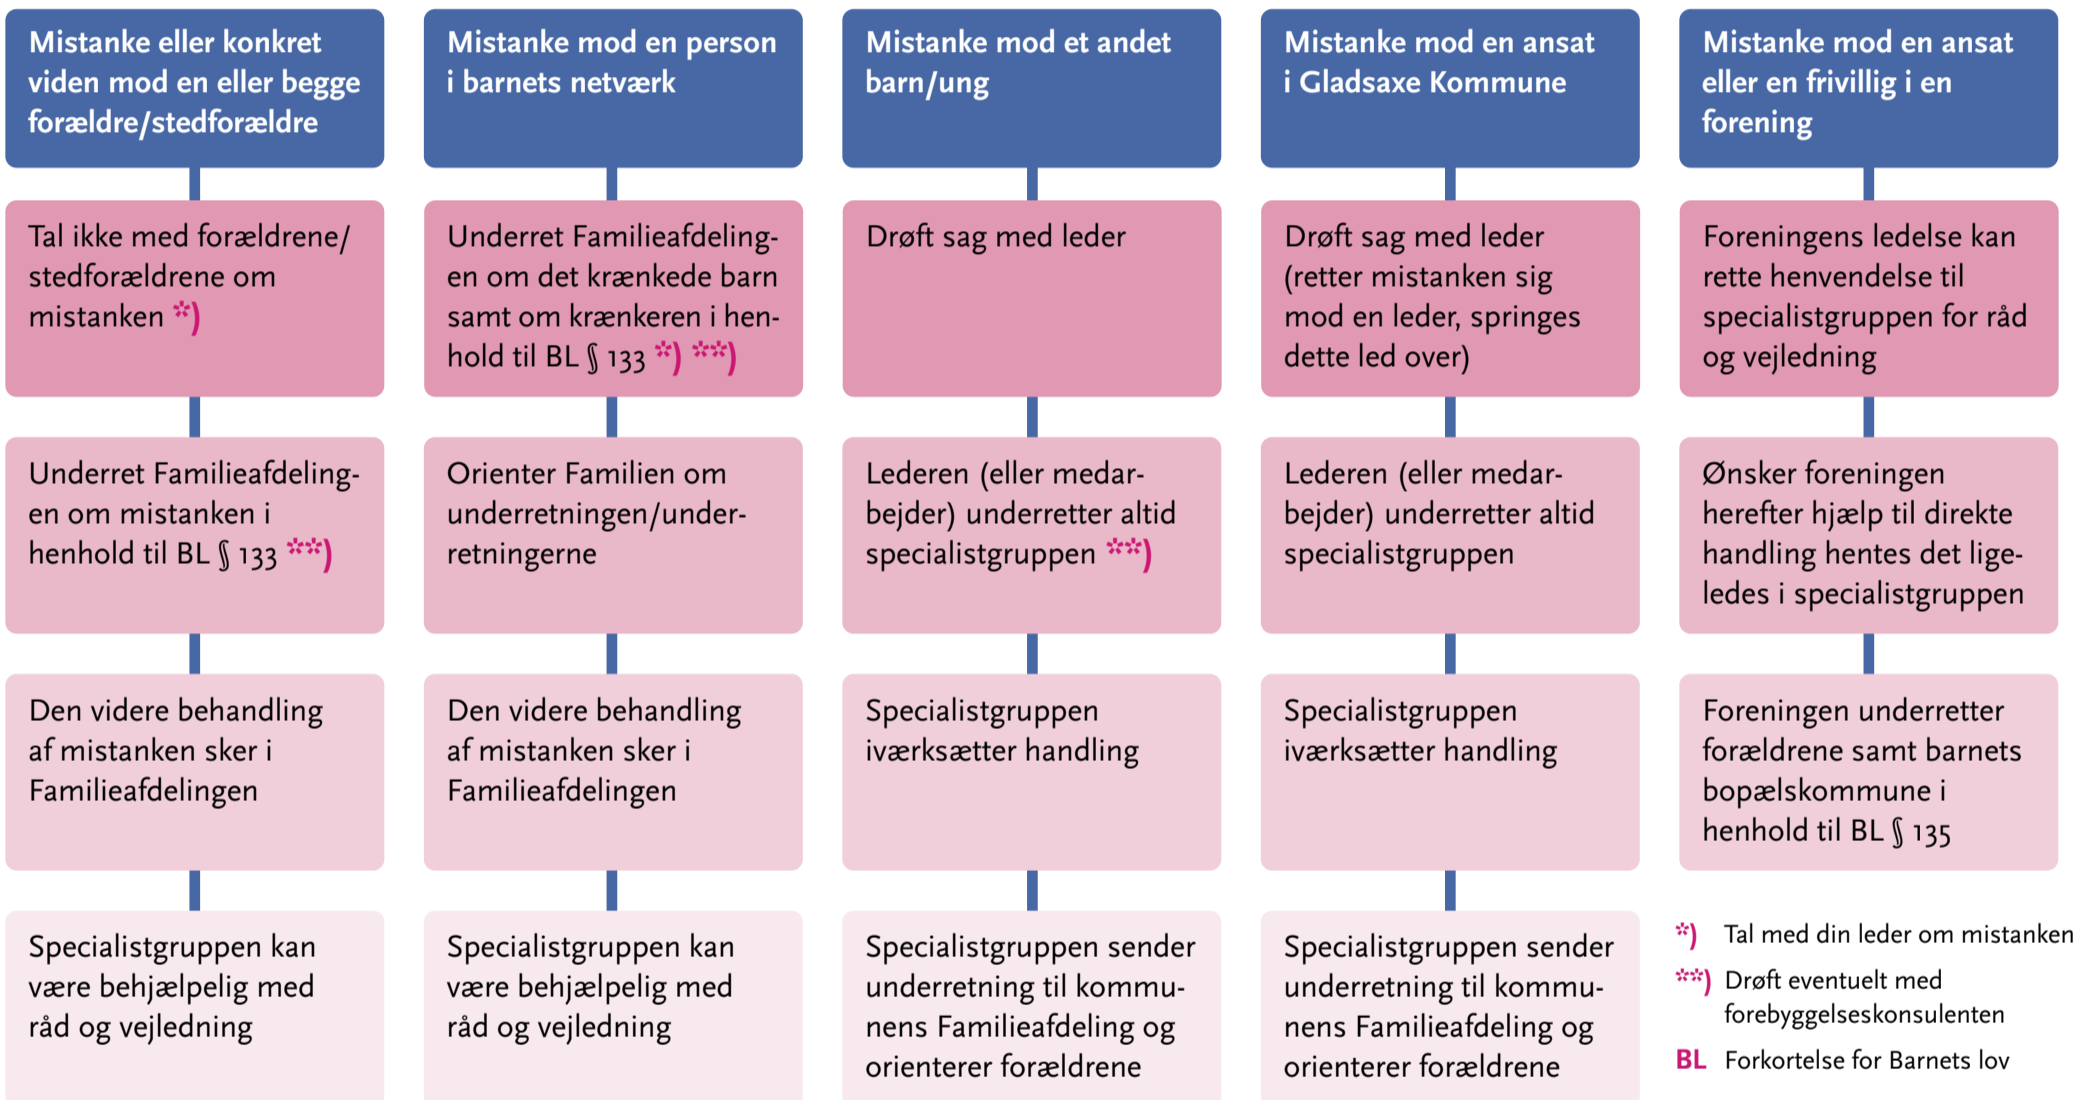 Mistanke eller konkret
viden mod en eller begge
forældre/stedforældre
Tal ikke med forældrene/
stedforældrene om
mistanken *)
Underret Familieafdeling-
en om mistanken i
henhold til BL § 133 **)
Den videre behandling
af mistanken sker i
Familieafdelingen
Specialistgruppen kan
være behjælpelig med
råd og vejledning
Mistanke mod en person
i barnets netværk
Underret Familieafdeling-
en om det krænkede barn
samt om krænkeren i hen-
hold til BL § 133 *) **)
Orienter Familien om
underretningen/under-
retningerne
Den videre behandling
af mistanken sker i
Familieafdelingen
Specialistgruppen kan
være behjælpelig med
råd og vejledning
Mistanke mod et andet
barn/ung
Drøft sag med leder
Lederen (eller medar-
bejder) underretter altid
specialistgruppen **)
Specialistgruppen
iværksætter handling
Specialistgruppen sender
underretning til kommu-
nens Familieafdeling og
orienterer forældrene
Mistanke mod en ansat
i Gladsaxe Kommune
Drøft sag med leder
(retter mistanken sig
mod en leder, springes
dette led over)
Lederen (eller medar-
bejder) underretter altid
specialistgruppen
Specialistgruppen
iværksætter handling
Specialistgruppen sender
underretning til kommu-
nens Familieafdeling og
orienterer forældrene
Mistanke mod en ansat
eller en frivillig i en
forening
Foreningens ledelse kan
rette henvendelse til
specialistgruppen for råd
og vejledning
Ønsker foreningen
herefter hjælp til direkte
handling hentes det lige-
ledes i specialistgruppen
Foreningen underretter
forældrene samt barnets
bopælskommune i
henhold til BL § 135
*) Tal med din leder om mistanken
**) Drøft eventuelt med
forebyggelseskonsulenten
BL Forkortelse for Barnets lov